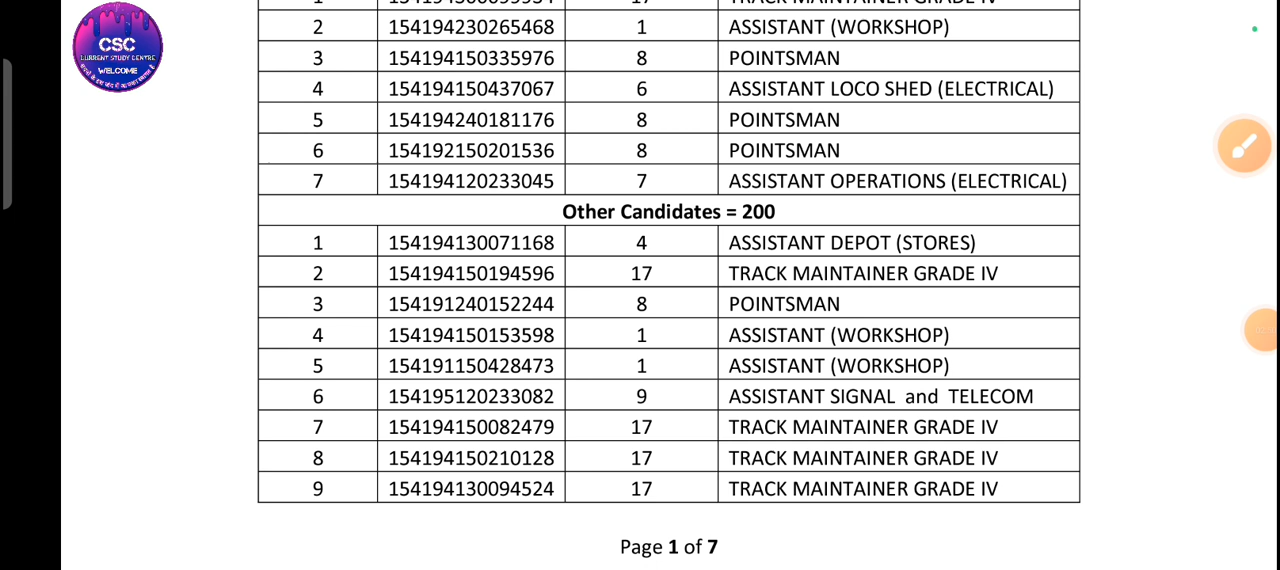 CSC
CURRENT STUDY CENTRE
WELCOME
2 154194230265468 1 ASSISTANT (WORKSHOP)
3 154194150335976 8 POINTSMAN
4 154194150437067 6 ASSISTANT LOCO SHED (ELECTRICAL)
5 154194240181176 8 POINTSMAN
6 154192150201536 8 POINTSMAN
7 154194120233045 7 ASSISTANT OPERATIONS (ELECTRICAL)
Other Candidates = 200
1 154194130071168 4 ASSISTANT DEPOT (STORES)
2 154194150194596 17 TRACK MAINTAINER GRADE IV
3 154191240152244 8 POINTSMAN
4 154194150153598 1 ASSISTANT (WORKSHOP)
5 154191150428473 1 ASSISTANT (WORKSHOP)
6 154195120233082 9 ASSISTANT SIGNAL and TELECOM
7 154194150082479 17 TRACK MAINTAINER GRADE IV
8 154194150210128 17 TRACK MAINTAINER GRADE IV
9 154194130094524 17 TRACK MAINTAINER GRADE IV
Page 1 of 7